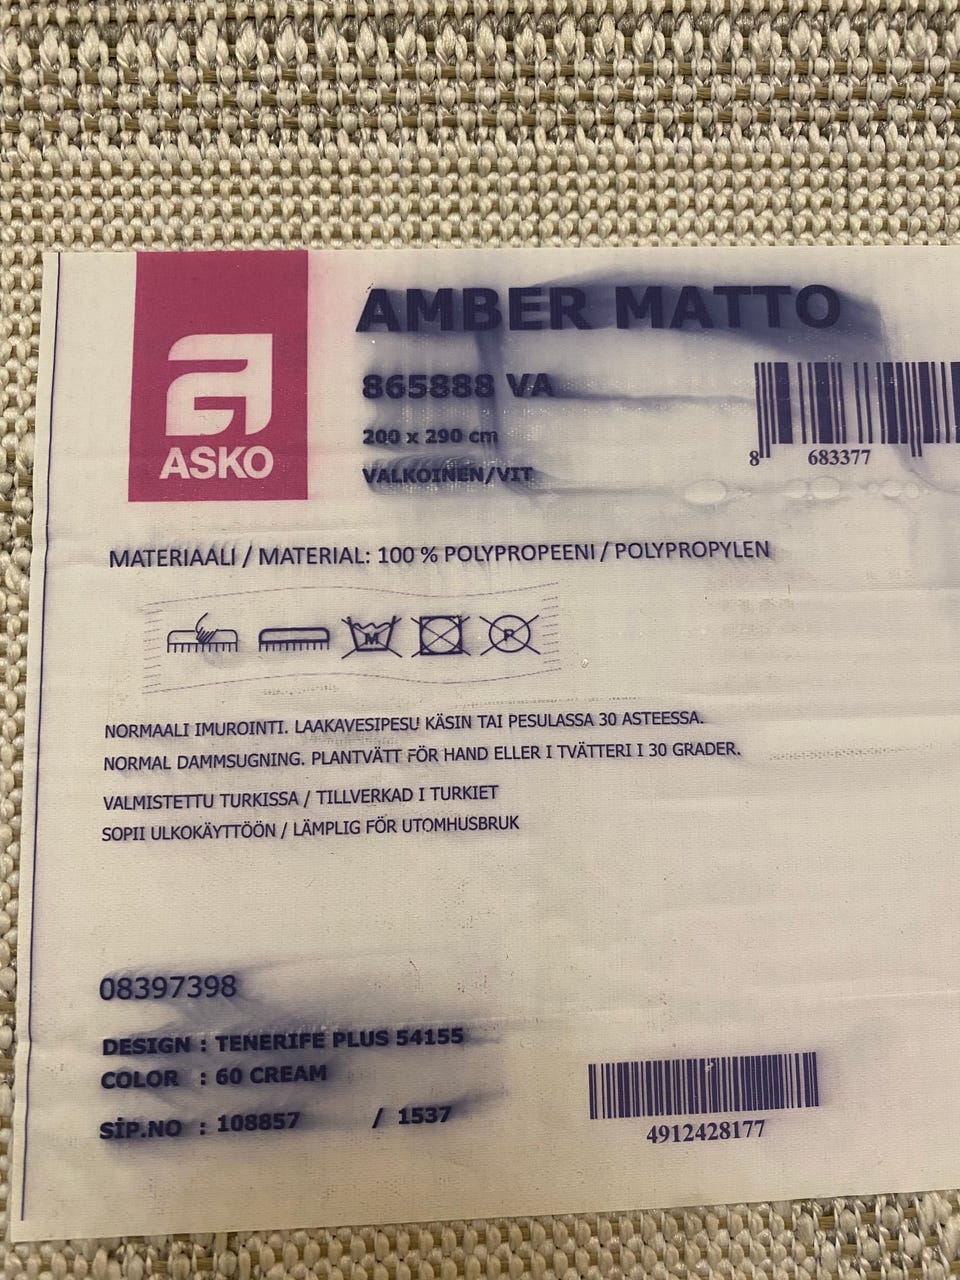 ASKO
AMBER MATTO
865888 VA
200 x 290 cm
VALKOINEN/VIT
8 683377
MATERIAALI / MATERIAL: 100 % POLYPROPEENI / POLYPROPYLEN
M P
NORMAALI IMUROINTI. LAAKAVESIPESU KÄSIN TAI PESULASSA 30 ASTEESSA.
NORMAL DAMMSUGNING. PLANTVÄTT FÖR HAND ELLER I TVÄTTERI I 30 GRADER.
VALMISTETTU TURKISSA / TILLVERKAD I TURKIET
SOPII ULKOKÄYTTÖÖN / LÄMPLIG FÖR UTOMHUSBRUK
08397398
DESIGN : TENERIFE PLUS 54155
COLOR : 60 CREAM
SİP.NO : 108857 / 1537
4912428177